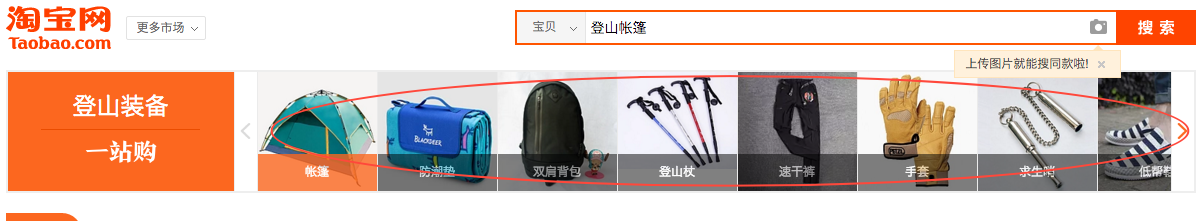 淘宝网
Taobao.com
更多市场
宝贝
登山帐篷
搜 索
上传图片就能搜同款啦!
登山装备
一站购
BLACKDEER
PETZL
帐篷
防潮垫
双肩背包
登山杖
速干裤
手套
求生哨
低帮鞋